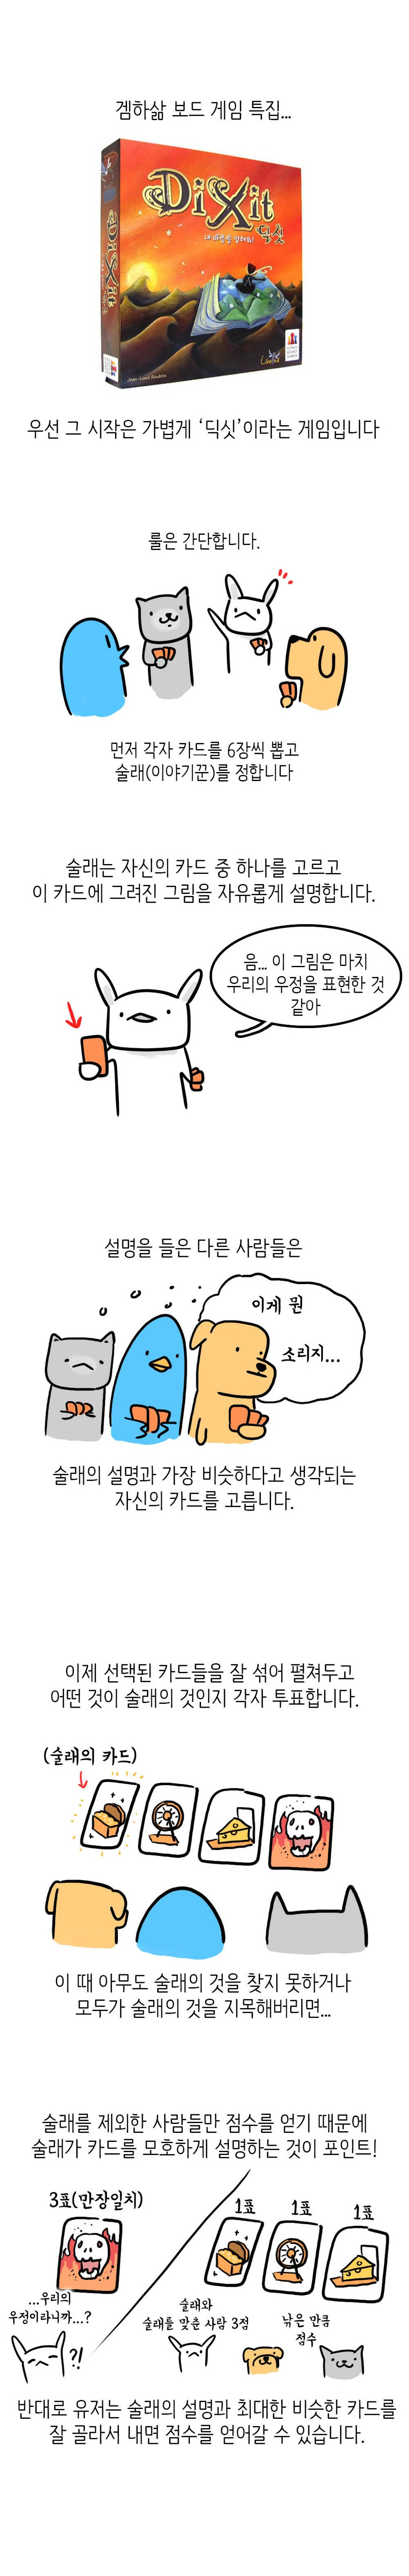 겜하삶 보드 게임 특집...
DiXit
딕싯
Jean-Louis Roubira
Libellud
우선 그 시작은 가볍게 ‘딕싯’이라는 게임입니다
룰은 간단합니다.
먼저 각자 카드를 6장씩 뽑고
술래(이야기꾼)를 정합니다
술래는 자신의 카드 중 하나를 고르고
이 카드에 그려진 그림을 자유롭게 설명합니다.
음... 이 그림은 마치
우리의 우정을 표현한 것
같아
설명을 들은 다른 사람들은
이게 뭔
소리지...
술래의 설명과 가장 비슷하다고 생각되는
자신의 카드를 고릅니다.
이제 선택된 카드들을 잘 섞어 펼쳐두고
어떤 것이 술래의 것인지 각자 투표합니다.
(술래의 카드)
이 때 아무도 술래의 것을 찾지 못하거나
모두가 술래의 것을 지목해버리면...
술래를 제외한 사람들만 점수를 얻기 때문에
술래가 카드를 모호하게 설명하는 것이 포인트!
3표(만장일치)
...우리의
우정이라니까...?
?!
1표
1표
1표
술래와
술래를 맞춘 사람 3점
낚은 만큼
점수
반대로 유저는 술래의 설명과 최대한 비슷한 카드를
잘 골라서 내면 점수를 얻어갈 수 있습니다.